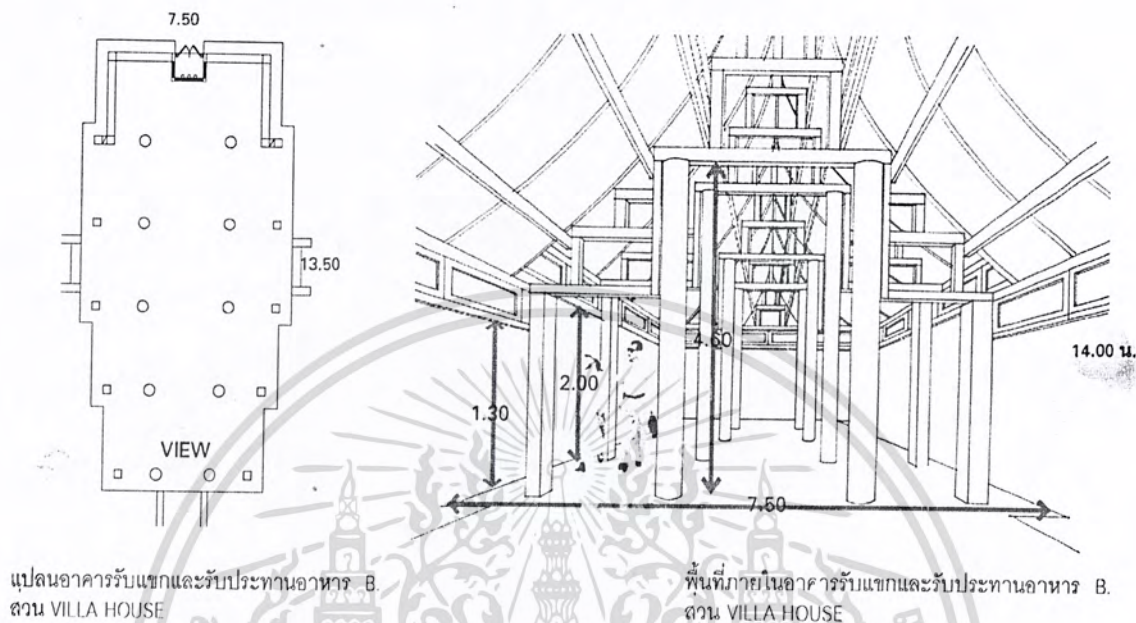 7.50
13.50
VIEW
4.60
2.00
1.30
7.50
14.00 น.
แปลนอาคารรับแขกและรับประทานอาหาร B.
ส่วน VILLA HOUSE
พื้นที่ภายในอาคารรับแขกและรับประทานอาหาร B.
ส่วน VILLA HOUSE